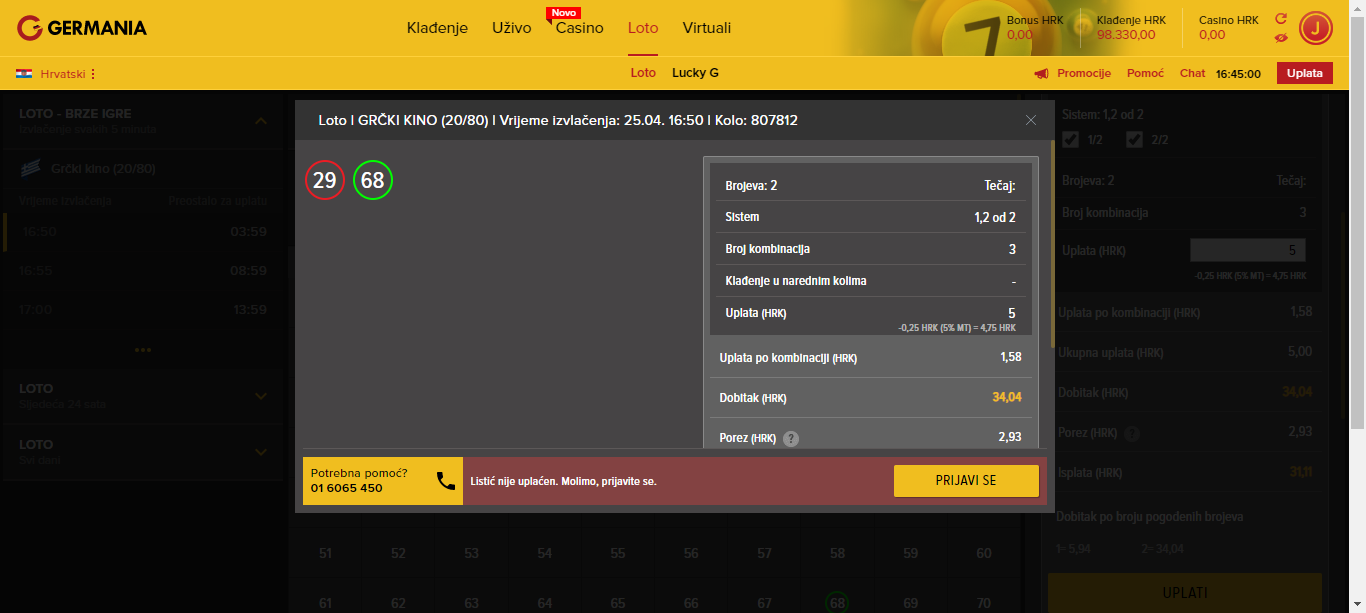 GERMANIA
Klađenje Uživo Novo Casino Loto Virtuali
Bonus HRK
0,00
Klađenje HRK
98.330,00
Casino HRK
0,00
J
Hrvatski
Loto Lucky G
Promocije Pomoć Chat 16:45:00 Uplata
LOTO - BRZE IGRE
Izvlačenje svakih 5 minuta
Grčki kino (20/80)
Vrijeme izvlačenja Preostalo za uplatu
16:50 03:59
16:55 08:59
17:00 13:59
LOTO
Sljedeća 24 sata
LOTO
Svi dani
Loto | GRČKI KINO (20/80) | Vrijeme izvlačenja: 25.04. 16:50 | Kolo: 807812
29 68
Brojeva: 2 Tečaj:
Sistem 1,2 od 2
Broj kombinacija 3
Klađenje u narednim kolima -
Uplata (HRK) 5
-0,25 HRK (5% MT) = 4,75 HRK
Uplata po kombinaciji (HRK) 1,58
Dobitak (HRK) 34,04
Porez (HRK) ? 2,93
Potrebna pomoć?
01 6065 450
Listić nije uplaćen. Molimo, prijavite se.
PRIJAVI SE
51 52 53 54 55 56 57 58 59 60
61 62 63 64 65 66 67 68 69 70
Sistem: 1,2 od 2
1/2 2/2
Brojeva: 2 Tečaj:
Broj kombinacija 3
Uplata (HRK) 5
-0,25 HRK (5% MT) = 4,75 HRK
Uplata po kombinaciji (HRK) 1,58
Ukupna uplata (HRK) 5,00
Dobitak (HRK) 34,04
Porez (HRK) ? 2,93
Isplata (HRK) 31,11
Dobitak po broju pogođenih brojeva
1= 5,94 2= 34,04
UPLATI